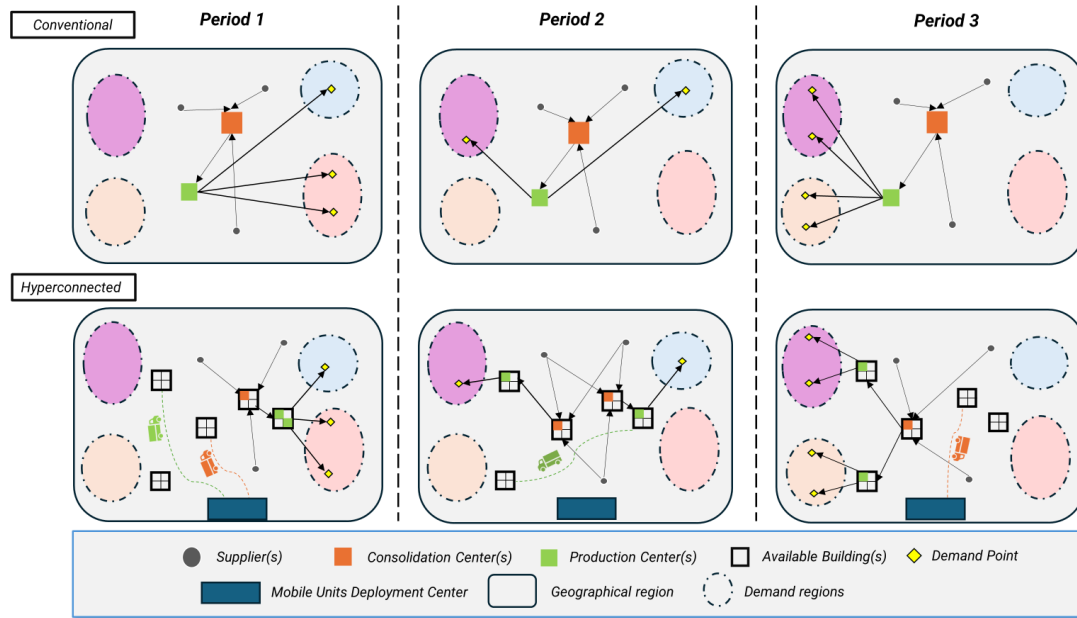 Conventional
Period 1
Period 2
Period 3
Hyperconnected
Supplier(s)
Consolidation Center(s)
Production Center(s)
Available Building(s)
Demand Point
Mobile Units Deployment Center
Geographical region
Demand regions